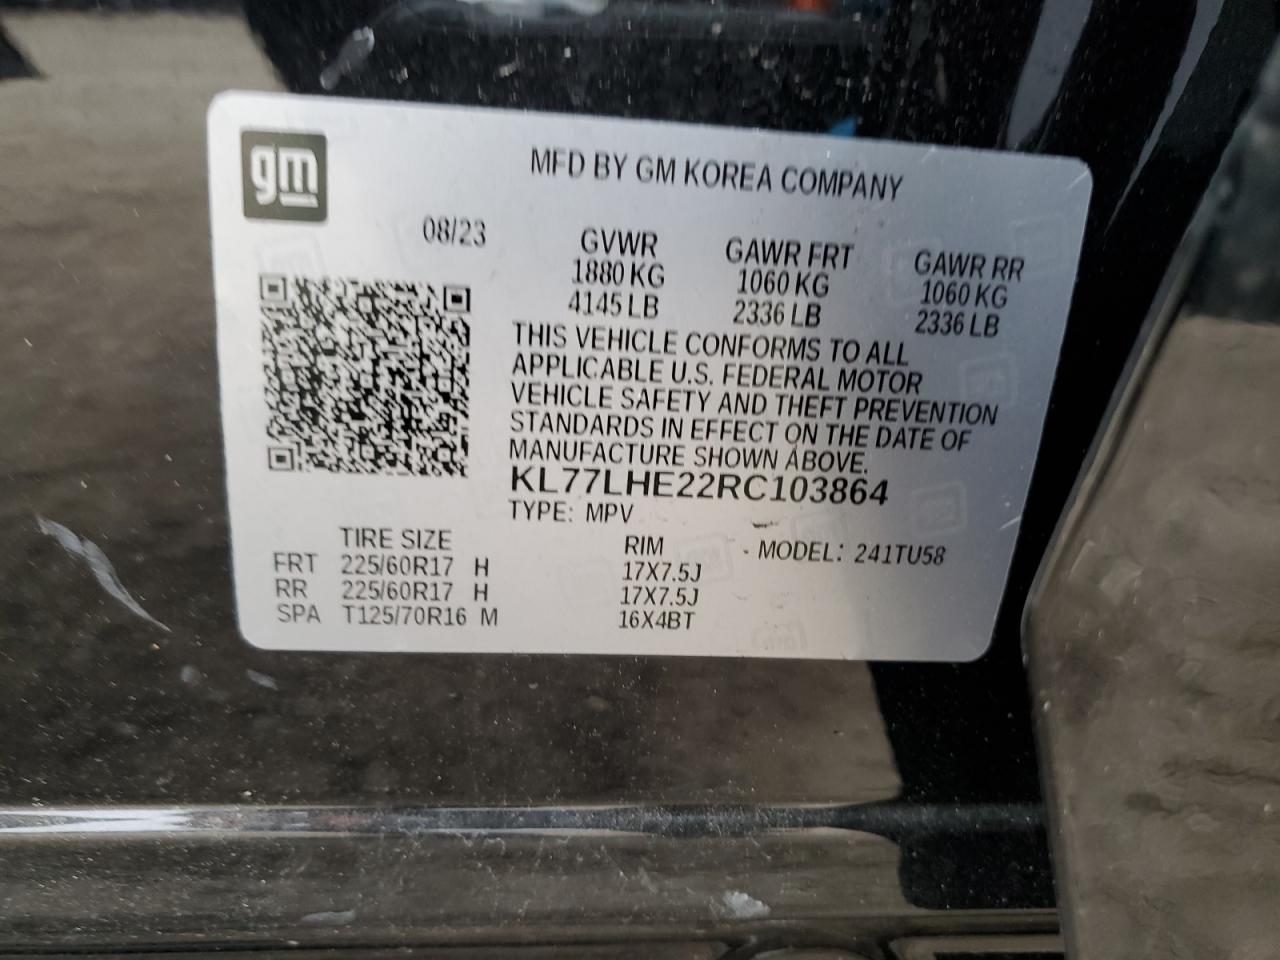 gm
MFD BY GM KOREA COMPANY
08/23
GVWR GAWR FRT GAWR RR
1880 KG 1060 KG 1060 KG
4145 LB 2336 LB 2336 LB
THIS VEHICLE CONFORMS TO ALL
APPLICABLE U.S. FEDERAL MOTOR
VEHICLE SAFETY AND THEFT PREVENTION
STANDARDS IN EFFECT ON THE DATE OF
MANUFACTURE SHOWN ABOVE.
KL77LHE22RC103864
TYPE: MPV
TIRE SIZE RIM MODEL: 241TU58
FRT 225/60R17 H 17X7.5J
RR 225/60R17 H 17X7.5J
SPA T125/70R16 M 16X4BT